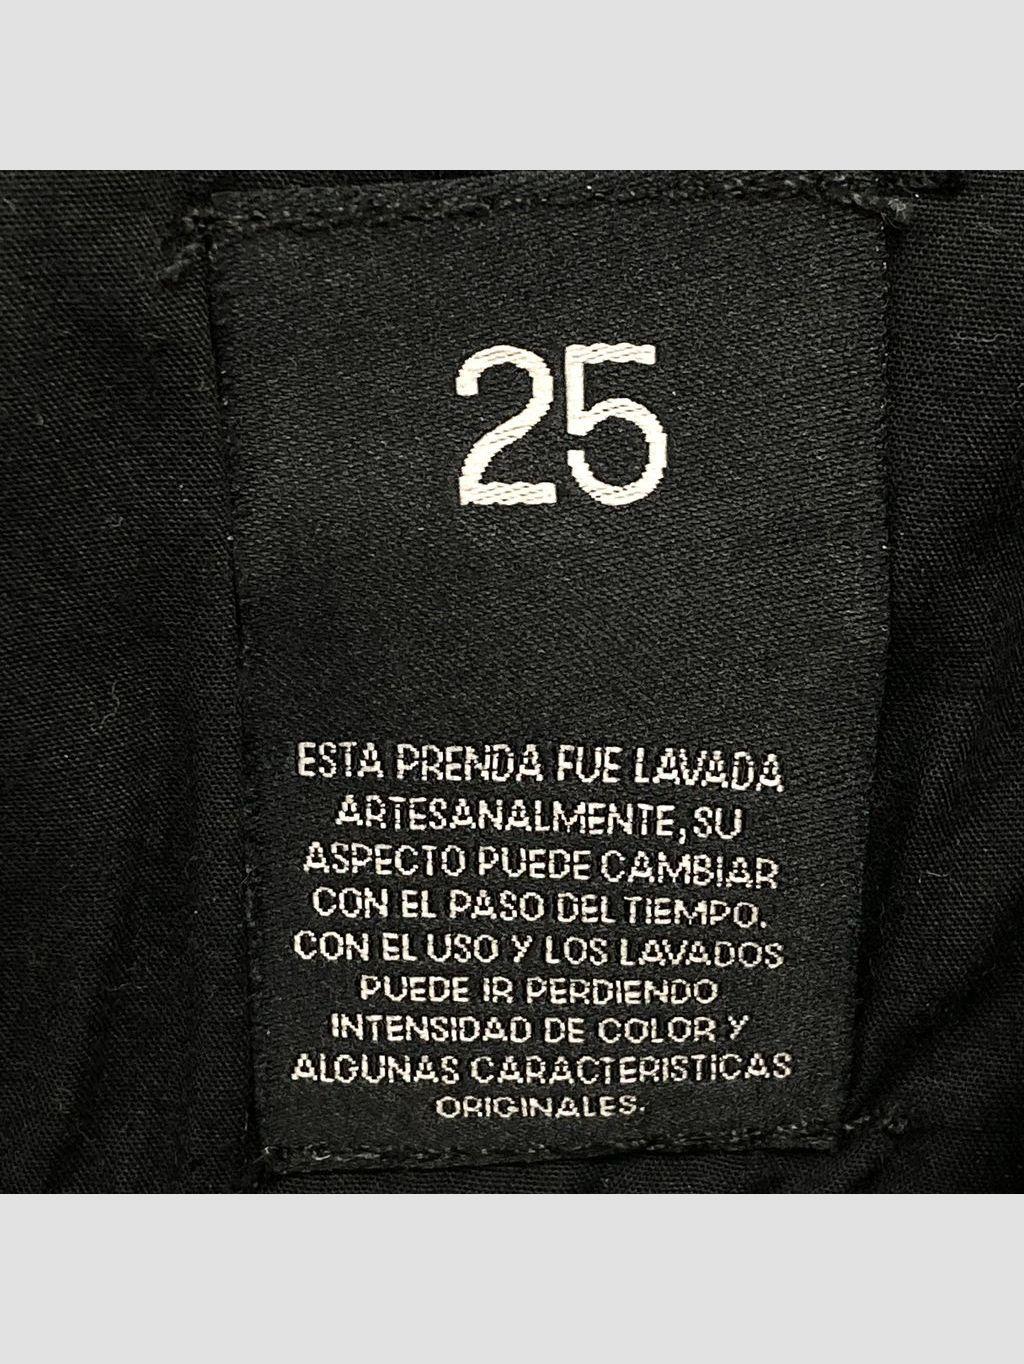 25
ESTA PRENDA FUE LAVADA
ARTESANALMENTE, SU
ASPECTO PUEDE CAMBIAR
CON EL PASO DEL TIEMPO.
CON EL USO Y LOS LAVADOS
PUEDE IR PERDIENDO
INTENSIDAD DE COLOR Y
ALGUNAS CARACTERISTICAS
ORIGINALES.